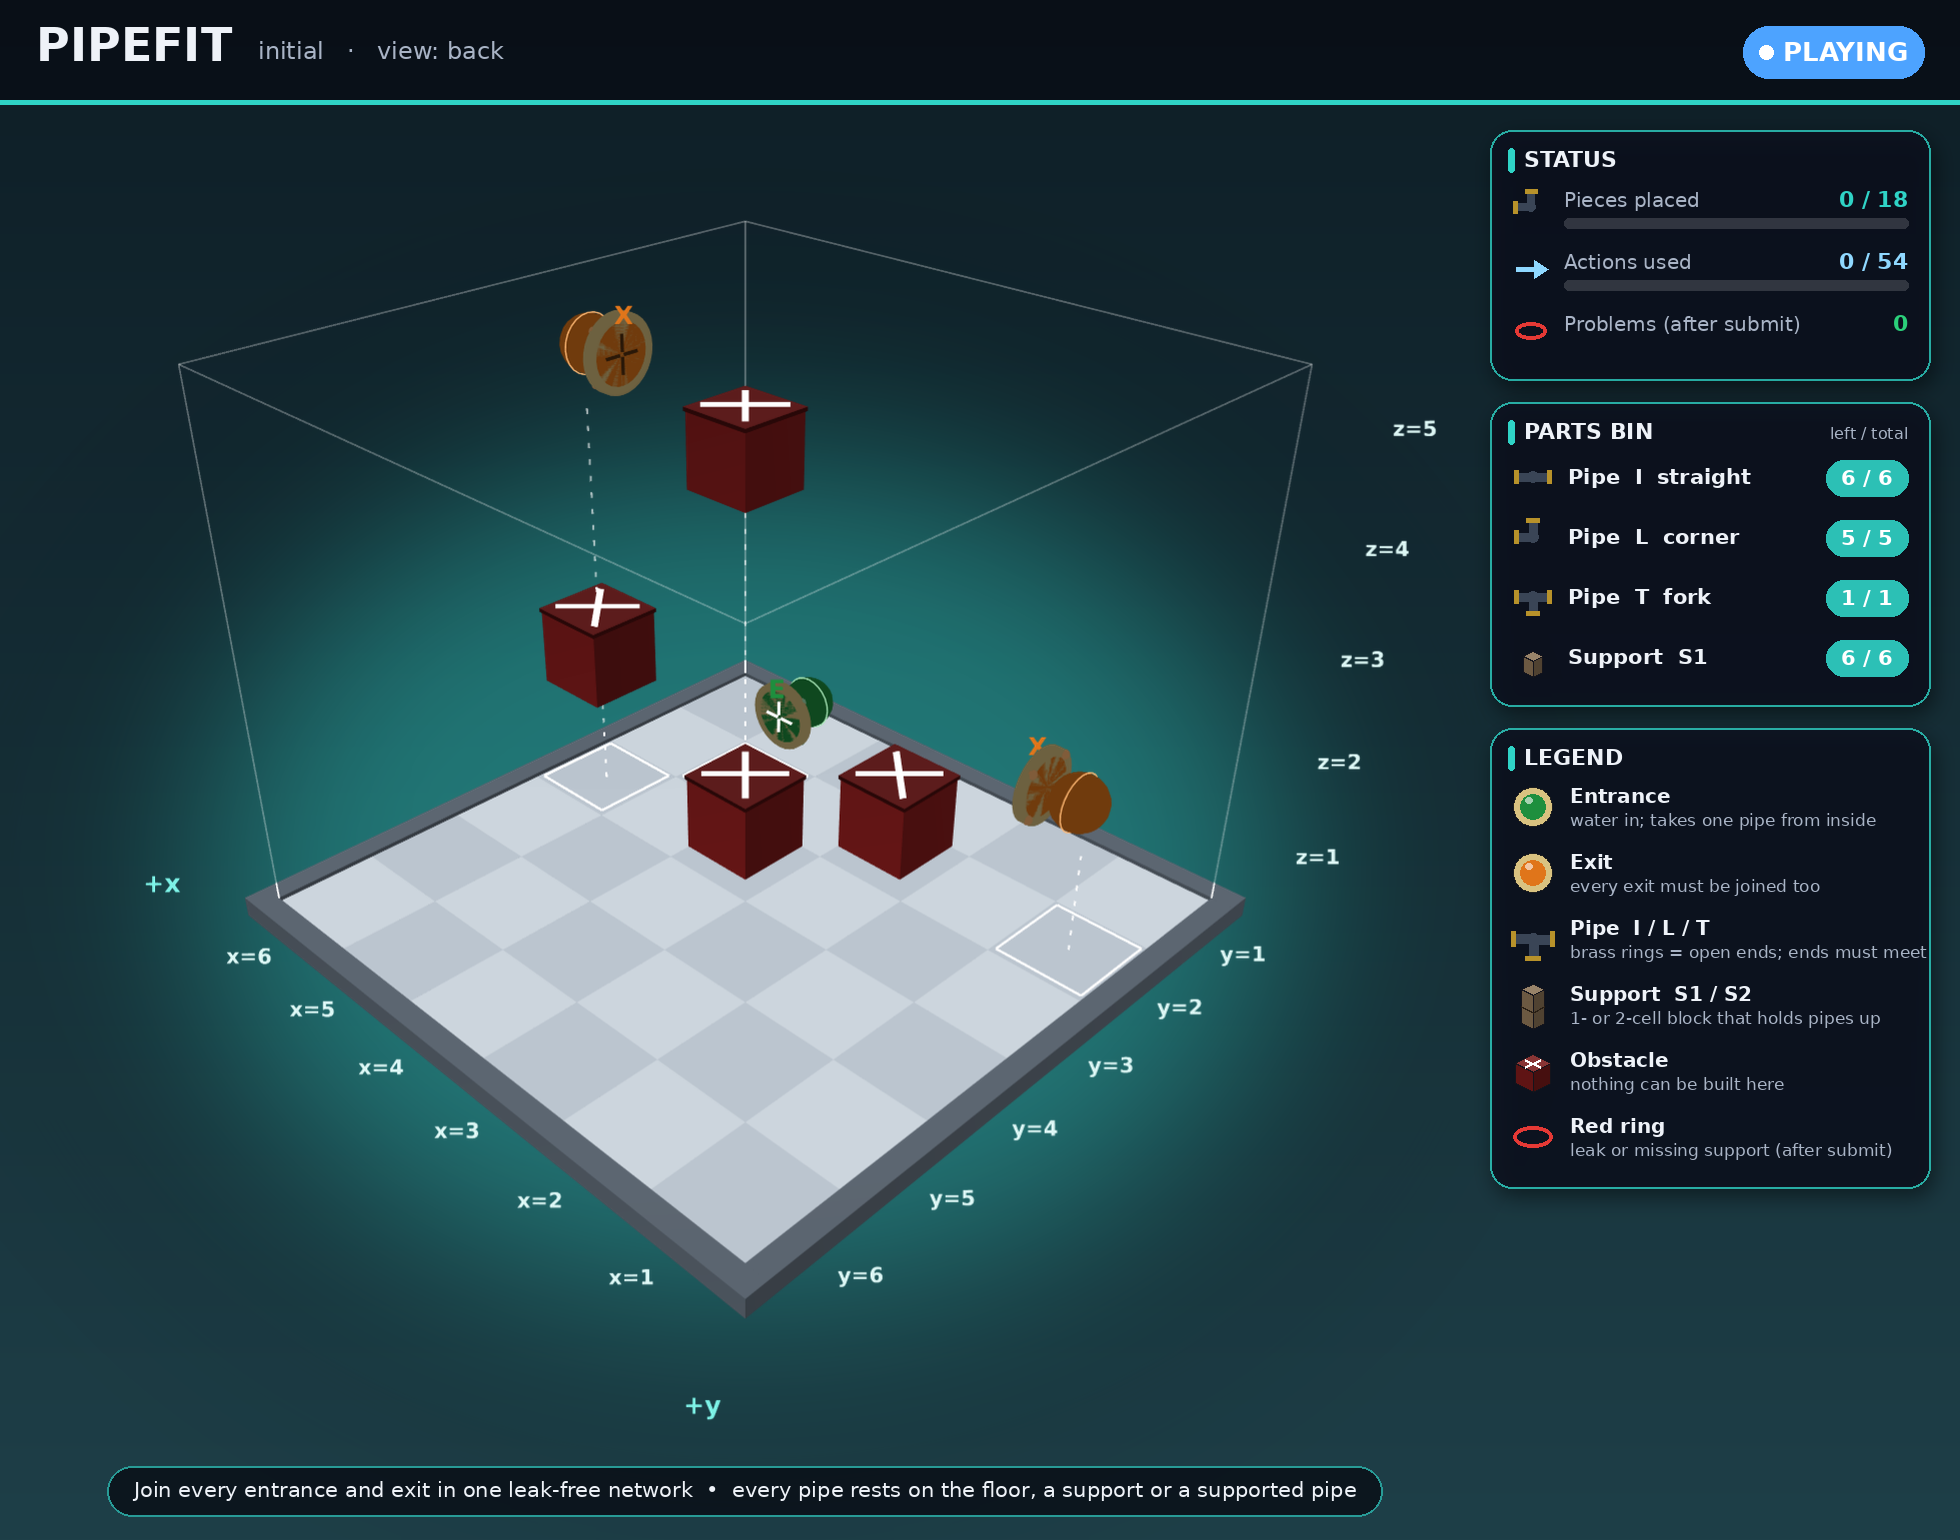 PIPEFIT initial · view: back
PLAYING
STATUS
Pieces placed 0 / 18
Actions used 0 / 54
Problems (after submit) 0
PARTS BIN left / total
Pipe I straight 6 / 6
Pipe L corner 5 / 5
Pipe T fork 1 / 1
Support S1 6 / 6
LEGEND
Entrance
water in; takes one pipe from inside
Exit
every exit must be joined too
Pipe I / L / T
brass rings = open ends; ends must meet
Support S1 / S2
1- or 2-cell block that holds pipes up
Obstacle
nothing can be built here
Red ring
leak or missing support (after submit)
X
E
X
z=5
z=4
z=3
z=2
z=1
+x
x=6
x=5
x=4
x=3
x=2
x=1
y=1
y=2
y=3
y=4
y=5
y=6
+y
Join every entrance and exit in one leak-free network • every pipe rests on the floor, a support or a supported pipe